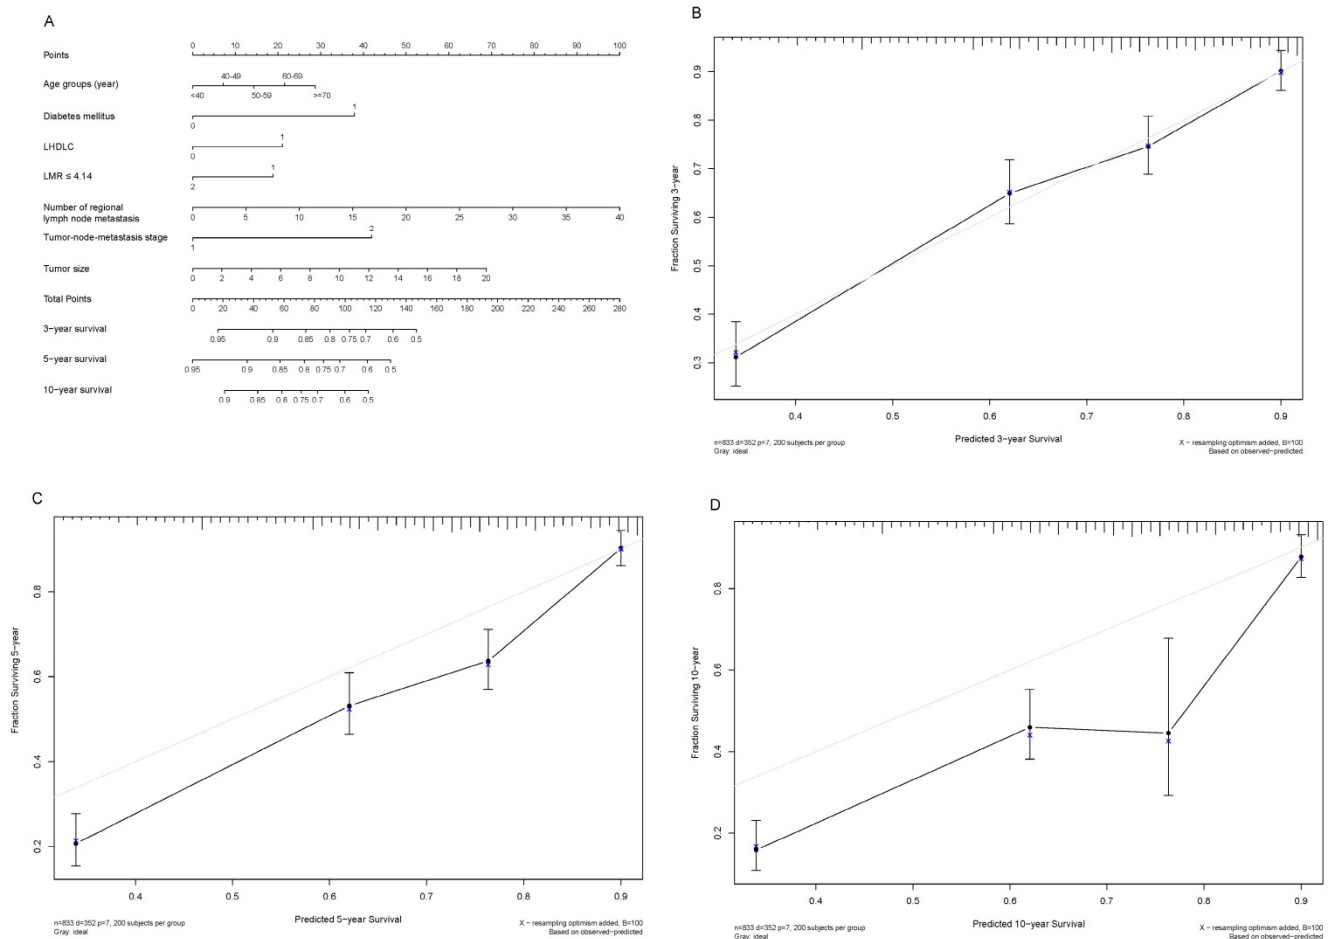 A
Points
0 10 20 30 40 50 60 70 80 90 100
Age groups (year)
40−49 60−69
<40 50−59 >=70
Diabetes mellitus
1
0
LHDLC
1
0
LMR ≤ 4.14
1
2
Number of regional
lymph node metastasis
0 5 10 15 20 25 30 35 40
Tumor−node−metastasis stage
2
1
Tumor size
0 2 4 6 8 10 12 14 16 18 20
Total Points
0 20 40 60 80 100 120 140 160 180 200 220 240 260 280
3−year survival
0.95 0.9 0.85 0.8 0.75 0.7 0.6 0.5
5−year survival
0.95 0.9 0.85 0.8 0.75 0.7 0.6 0.5
10−year survival
0.9 0.85 0.8 0.75 0.7 0.6 0.5
B
Fraction Surviving 3−year
0.9
0.8
0.7
0.6
0.5
0.4
0.3
0.4 0.5 0.6 0.7 0.8 0.9
Predicted 3−year Survival
n=833 d=352 p=7, 200 subjects per group
Gray: ideal
X − resampling optimism added, B=100
Based on observed−predicted
C
Fraction Surviving 5−year
0.8
0.6
0.4
0.2
0.4 0.5 0.6 0.7 0.8 0.9
Predicted 5−year Survival
n=833 d=352 p=7, 200 subjects per group
Gray: ideal
X − resampling optimism added, B=100
Based on observed−predicted
D
Fraction Surviving 10−year
0.8
0.6
0.4
0.2
0.4 0.5 0.6 0.7 0.8 0.9
Predicted 10−year Survival
n=833 d=352 p=7, 200 subjects per group
Gray: ideal
X − resampling optimism added, B=100
Based on observed−predicted